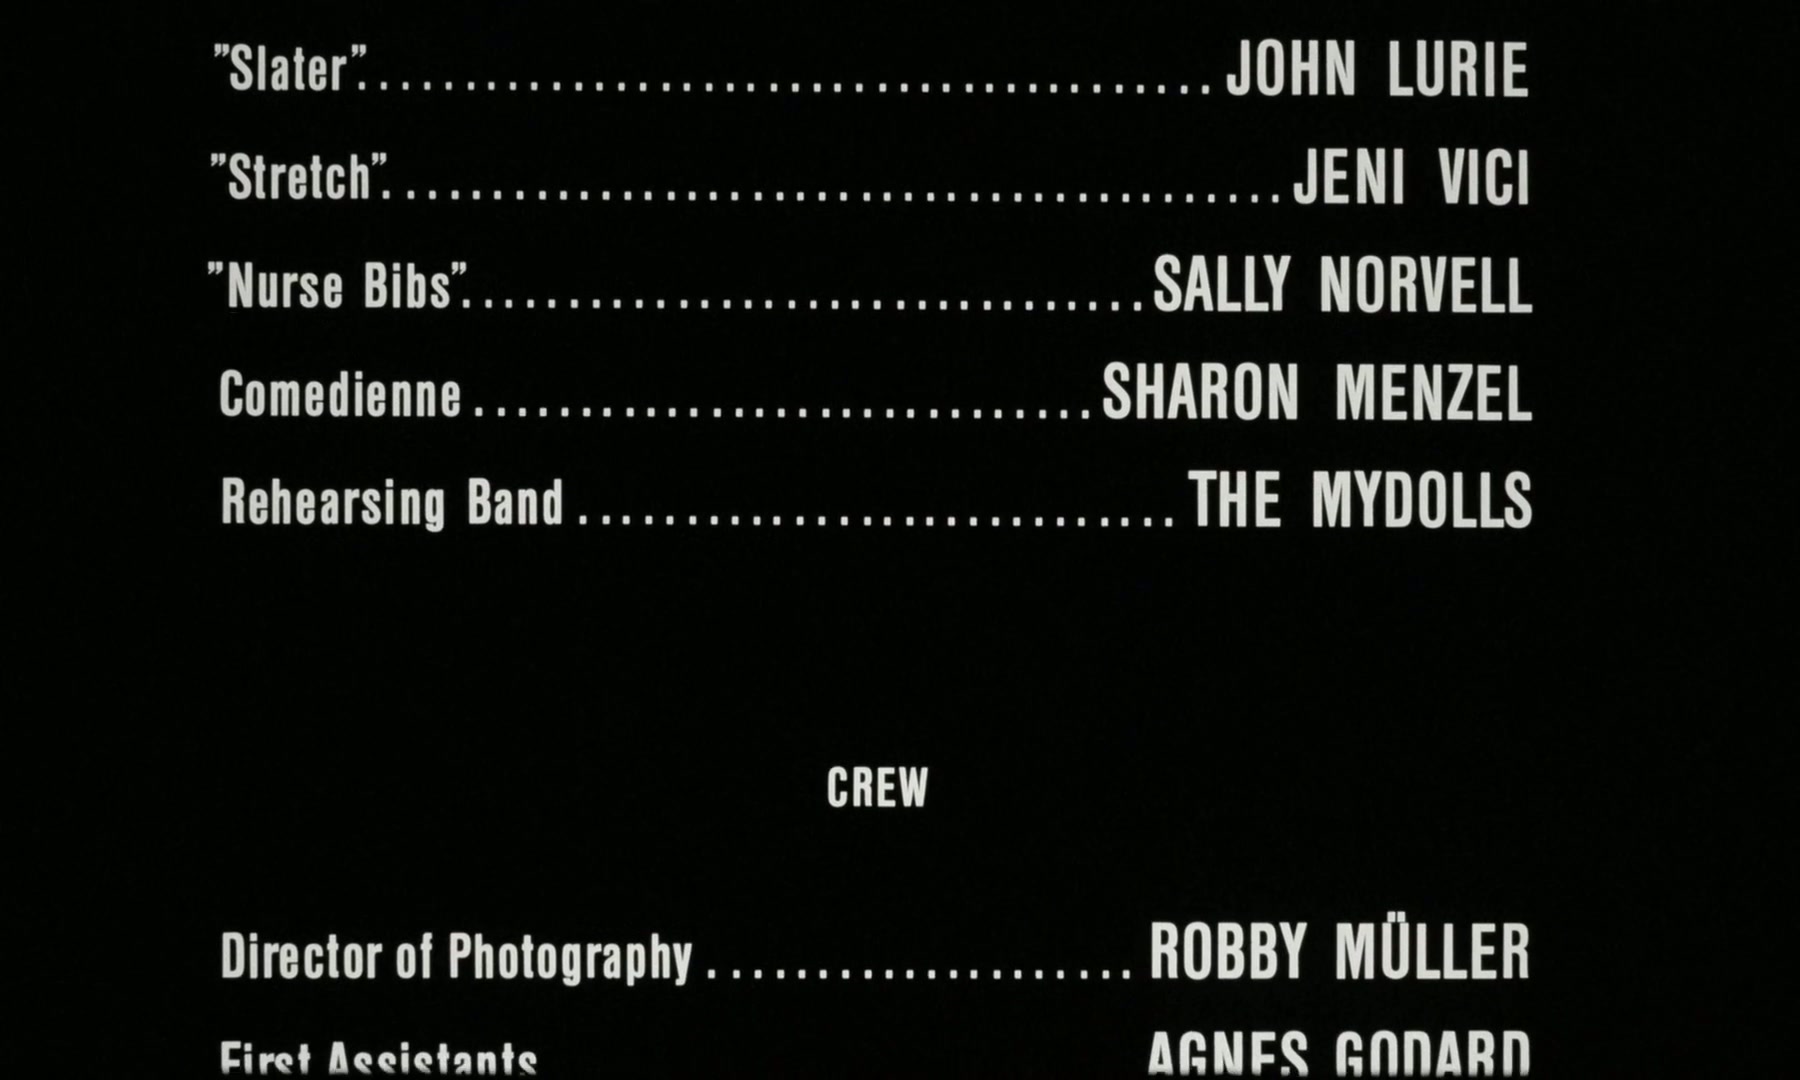 ”Slater”........................................JOHN LURIE
”Stretch”..........................................JENI VICI
”Nurse Bibs”................................SALLY NORVELL
Comedienne.............................SHARON MENZEL
Rehearsing Band............................THE MYDOLLS
CREW
Director of Photography....................ROBBY MÜLLER
First Assistants AGNES GODARD